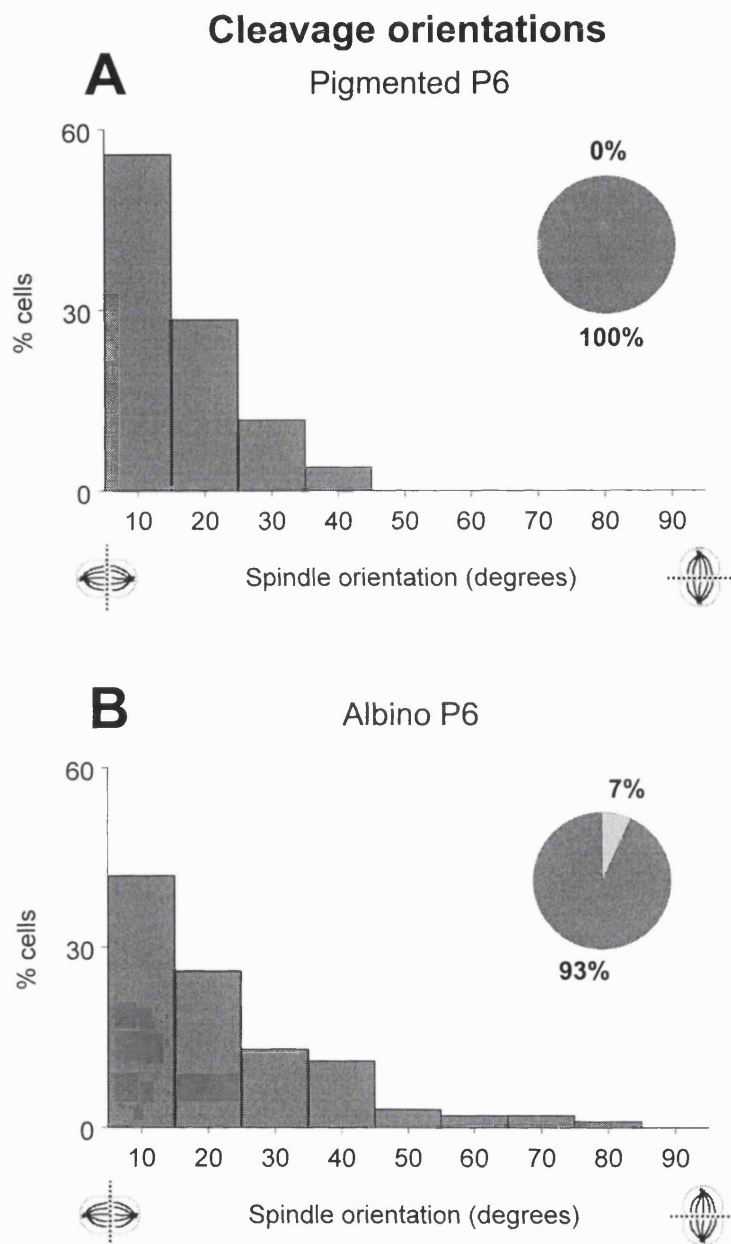 Cleavage orientations
A
Pigmented P6
60
30
0
% cells
0%
100%
10 20 30 40 50 60 70 80 90
Spindle orientation (degrees)
B
Albino P6
60
30
0
% cells
7%
93%
10 20 30 40 50 60 70 80 90
Spindle orientation (degrees)